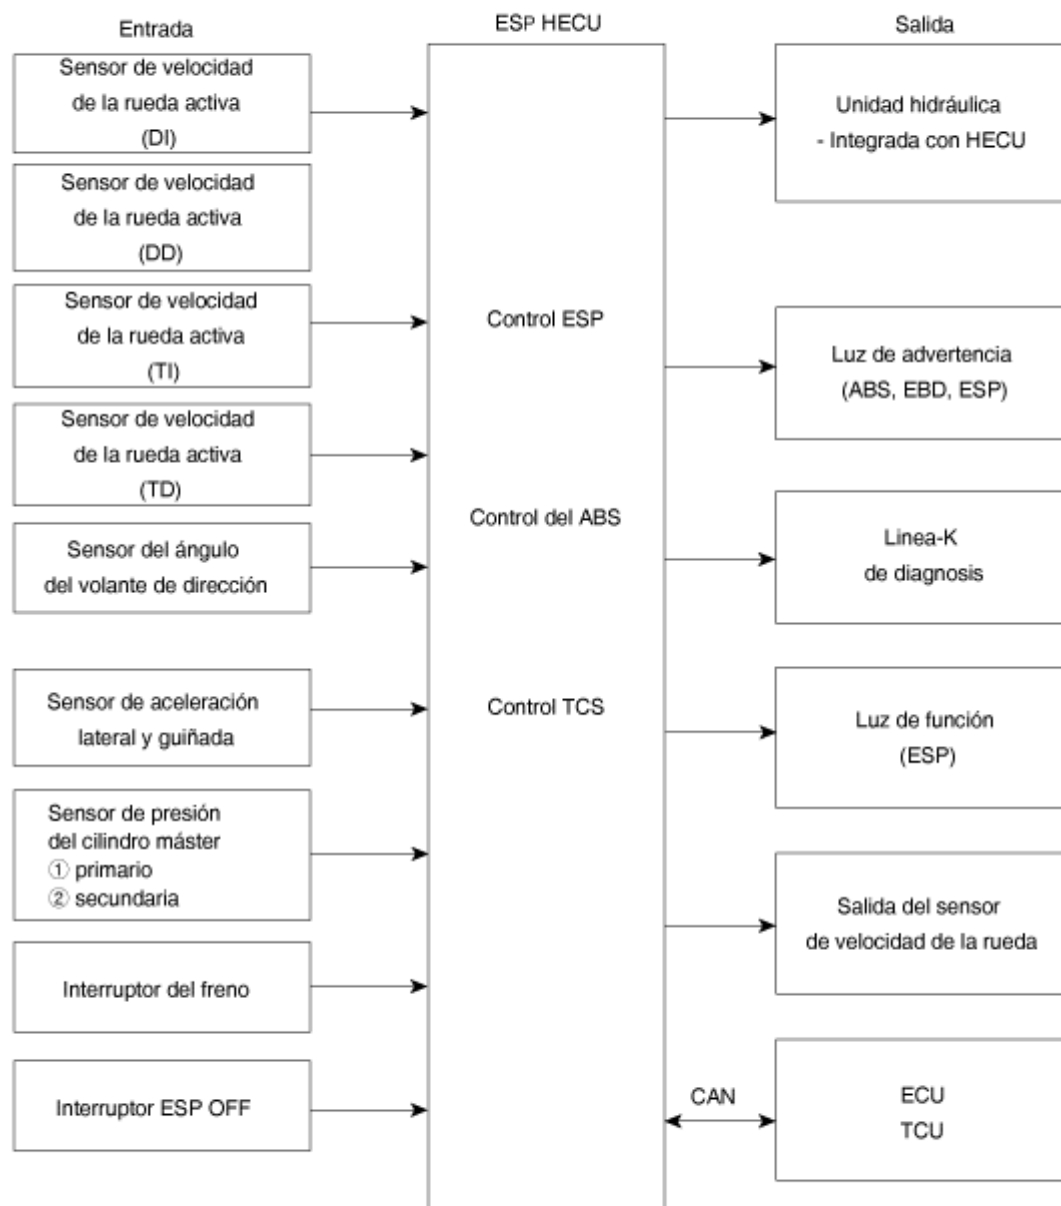 Entrada
Sensor de velocidad
de la rueda activa
(DI)
Sensor de velocidad
de la rueda activa
(DD)
Sensor de velocidad
de la rueda activa
(TI)
Sensor de velocidad
de la rueda activa
(TD)
Sensor del ángulo
del volante de dirección
Sensor de aceleración
lateral y guiñada
Sensor de presión
del cilindro máster
① primario
② secundaria
Interruptor del freno
Interruptor ESP OFF
ESP HECU
Control ESP
Control del ABS
Control TCS
Salida
Unidad hidráulica
- Integrada con HECU
Luz de advertencia
(ABS, EBD, ESP)
Linea-K
de diagnosis
Luz de función
(ESP)
Salida del sensor
de velocidad de la rueda
CAN
ECU
TCU